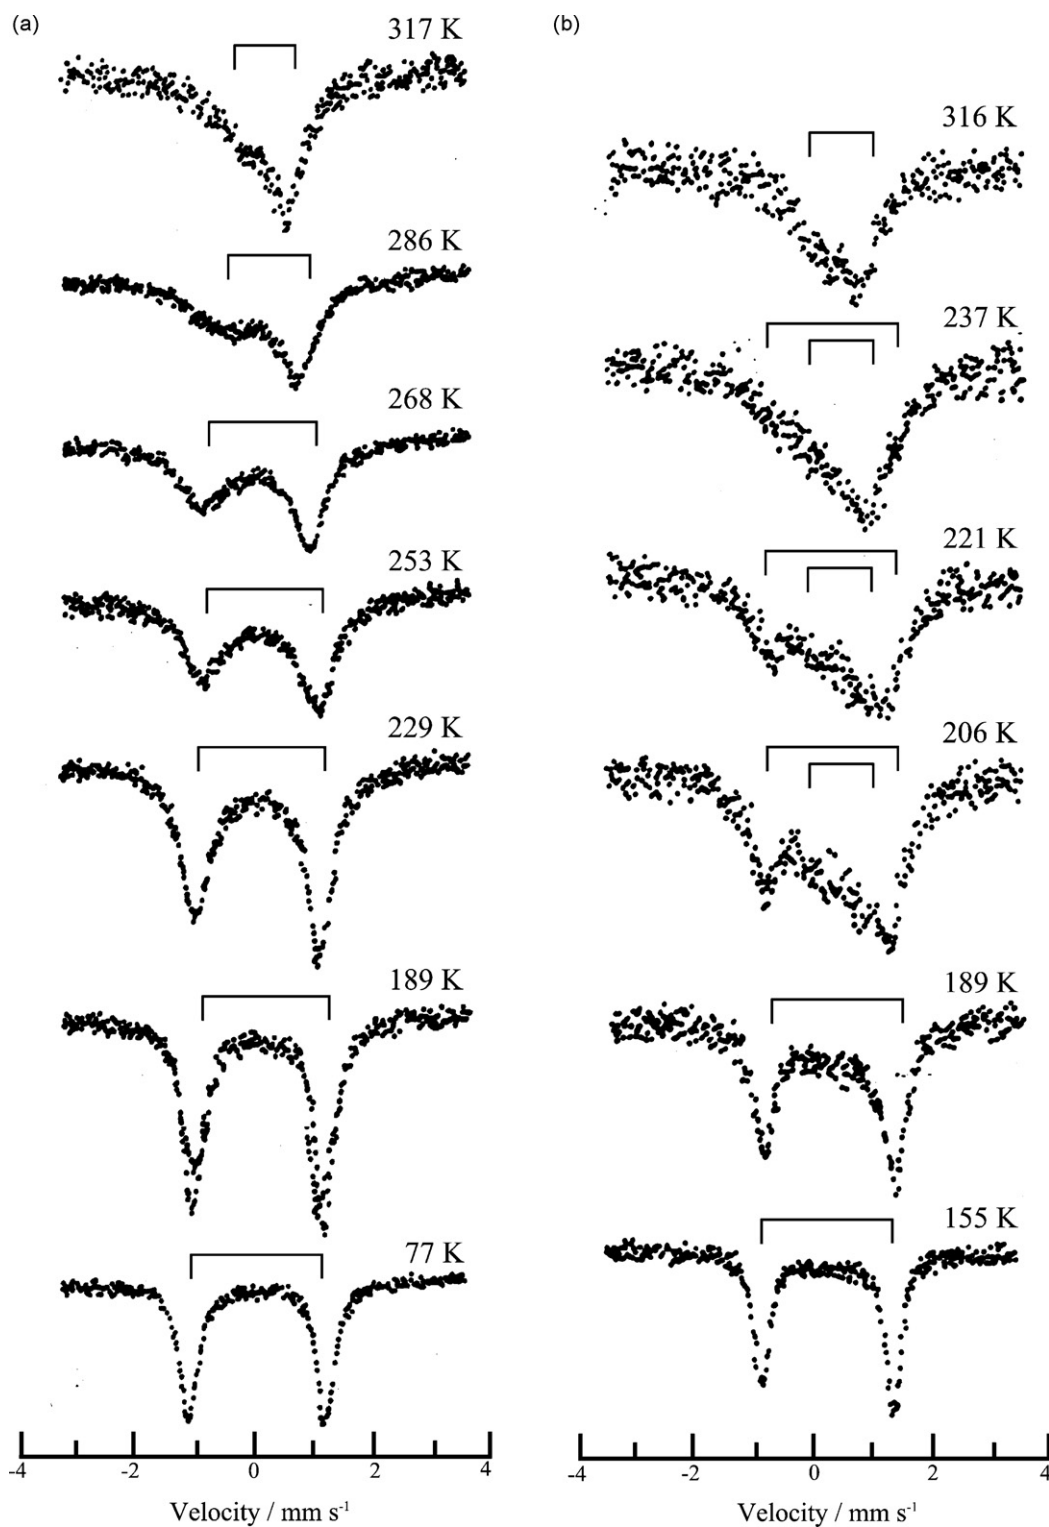 (a)
317 K
286 K
268 K
253 K
229 K
189 K
77 K
-4 -2 0 2 4
Velocity / mm s⁻¹
(b)
316 K
237 K
221 K
206 K
189 K
155 K
-4 -2 0 2 4
Velocity / mm s⁻¹